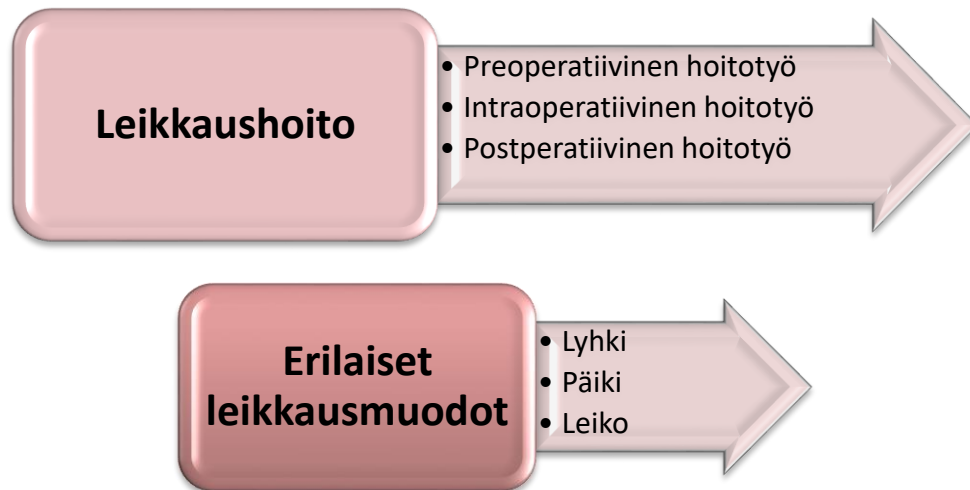 Leikkaushoito
• Preoperatiivinen hoitotyö
• Intraoperatiivinen hoitotyö
• Postperatiivinen hoitotyö
Erilaiset
leikkausmuodot
• Lyhki
• Päiki
• Leiko